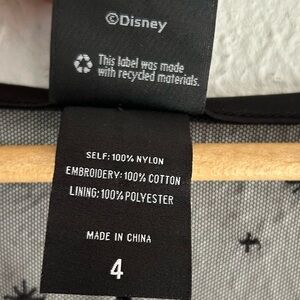 ©Disney
This label was made
with recycled materials.
SELF: 100% NYLON
EMBROIDERY: 100% COTTON
LINING: 100% POLYESTER
MADE IN CHINA
4